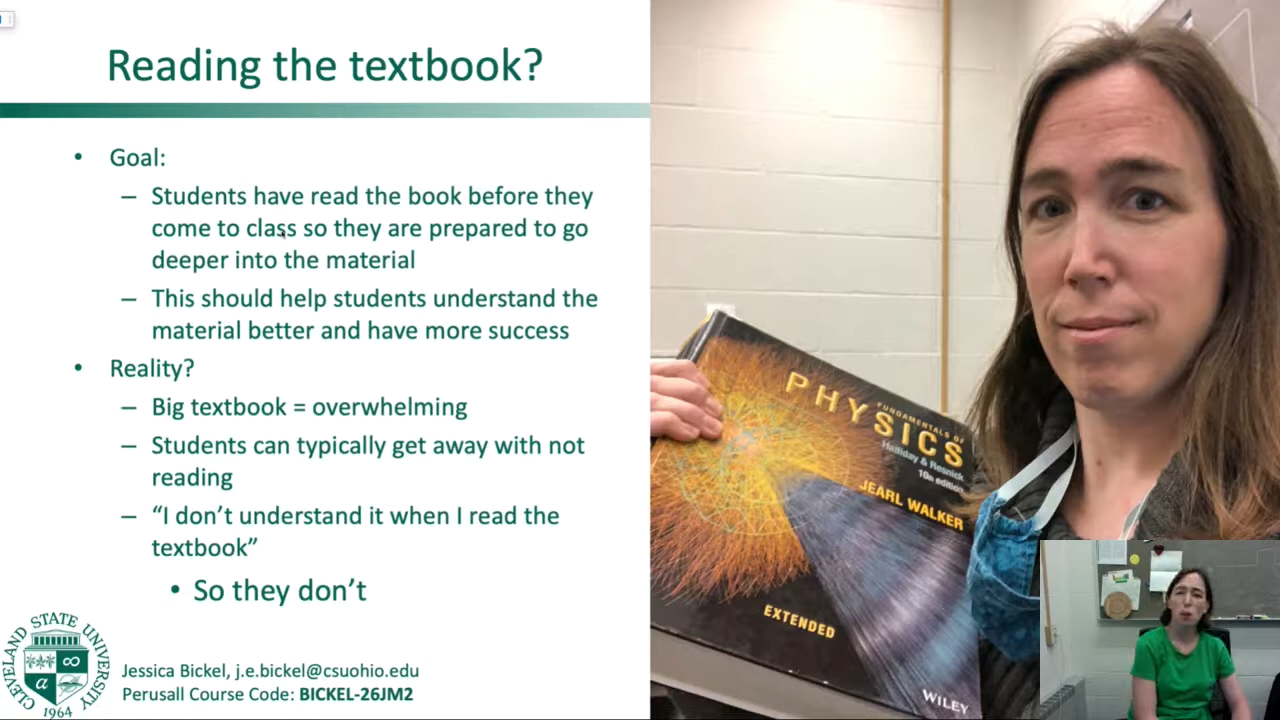 Reading the textbook?
• Goal:
– Students have read the book before they
come to class so they are prepared to go
deeper into the material
– This should help students understand the
material better and have more success
• Reality?
– Big textbook = overwhelming
– Students can typically get away with not
reading
– “I don’t understand it when I read the
textbook”
• So they don’t
CLEVELAND STATE UNIVERSITY
1964
Jessica Bickel, j.e.bickel@csuohio.edu
Perusall Course Code: BICKEL-26JM2
FUNDAMENTALS OF
PHYSICS
Halliday & Resnick
10th edition
JEARL WALKER
EXTENDED
WILEY